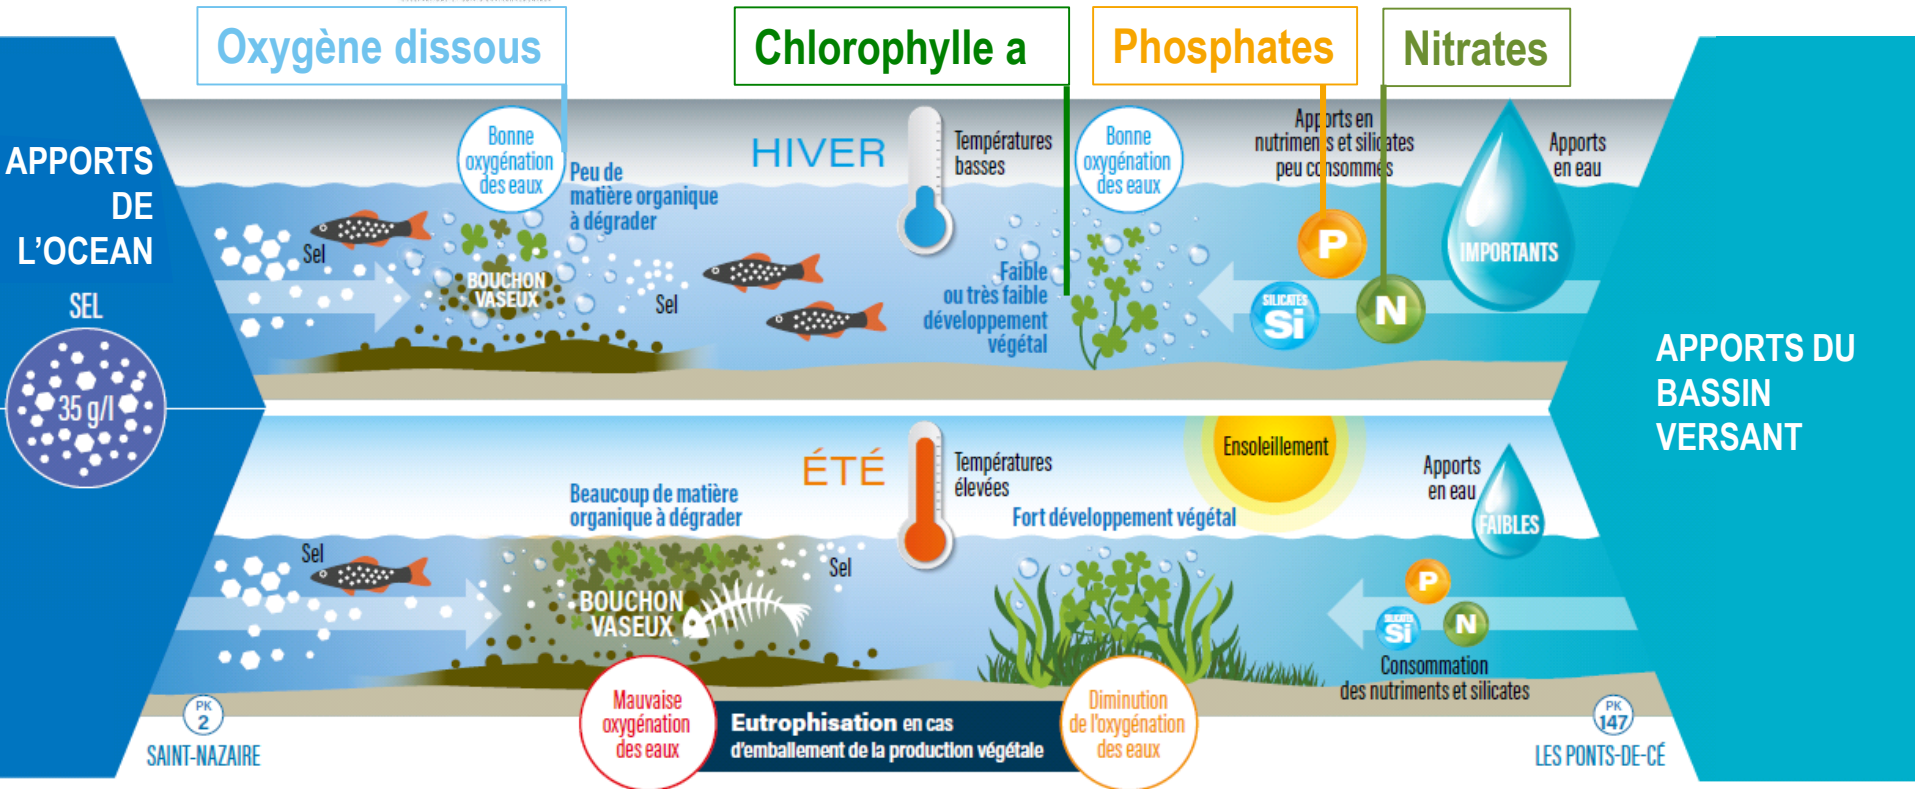 Oxygène dissous
Chlorophylle a
Phosphates
Nitrates
APPORTS
DE
L'OCEAN
SEL
35 g/l
Bonne
oxygénation
des eaux
Peu de
matière organique
à dégrader
HIVER
Températures
basses
Bonne
oxygénation
des eaux
Apports en
nutriments et silicates
peu consommés
Apports
en eau
IMPORTANTS
Sel
BOUCHON
VASEUX
Sel
Faible
ou très faible
développement
végétal
P
SILICATES
Si
N
APPORTS DU
BASSIN
VERSANT
ÉTÉ
Températures
élevées
Ensoleillement
Apports
en eau
FAIBLES
Beaucoup de matière
organique à dégrader
Fort développement végétal
Sel
BOUCHON
VASEUX
Sel
P
SILICATES
Si
N
Consommation
des nutriments et silicates
Mauvaise
oxygénation
des eaux
Eutrophisation en cas
d'emballement de la production végétale
Diminution
de l'oxygénation
des eaux
PK
2
SAINT-NAZAIRE
PK
147
LES PONTS-DE-CÉ